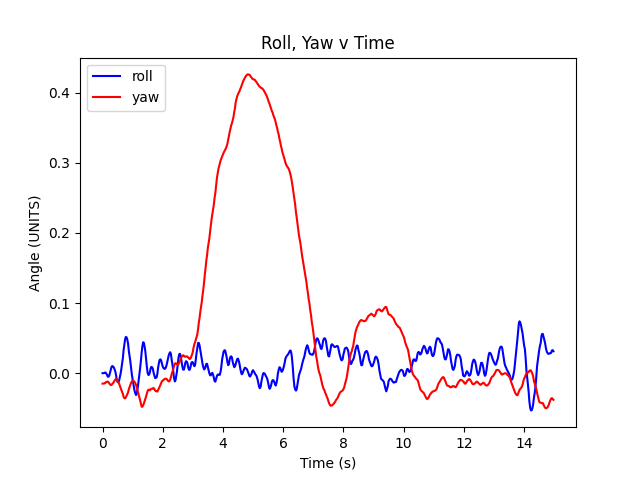 Roll, Yaw v Time
roll
yaw
Angle (UNITS)
0.4
0.3
0.2
0.1
0.0
0 2 4 6 8 10 12 14
Time (s)